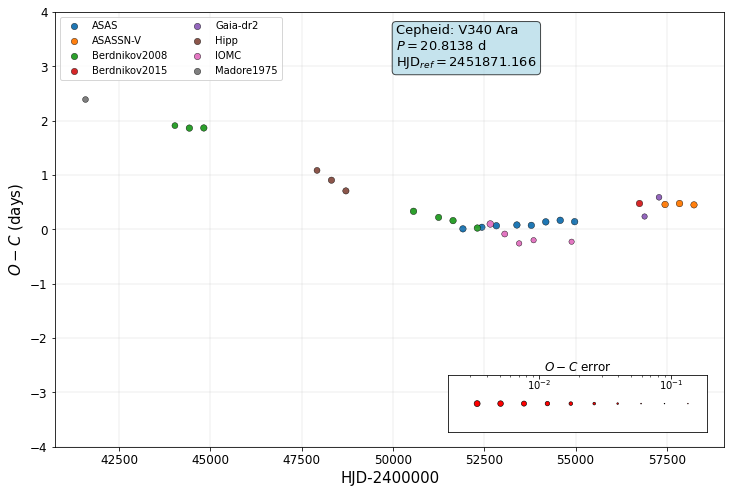 ASAS
ASASSN-V
Berdnikov2008
Berdnikov2015
Gaia-dr2
Hipp
IOMC
Madore1975
Cepheid: V340 Ara
P = 20.8138 d
HJD_ref = 2451871.166
4
3
2
1
0
−1
−2
−3
−4
O − C (days)
O − C error
10^−2
10^−1
42500
45000
47500
50000
52500
55000
57500
HJD-2400000